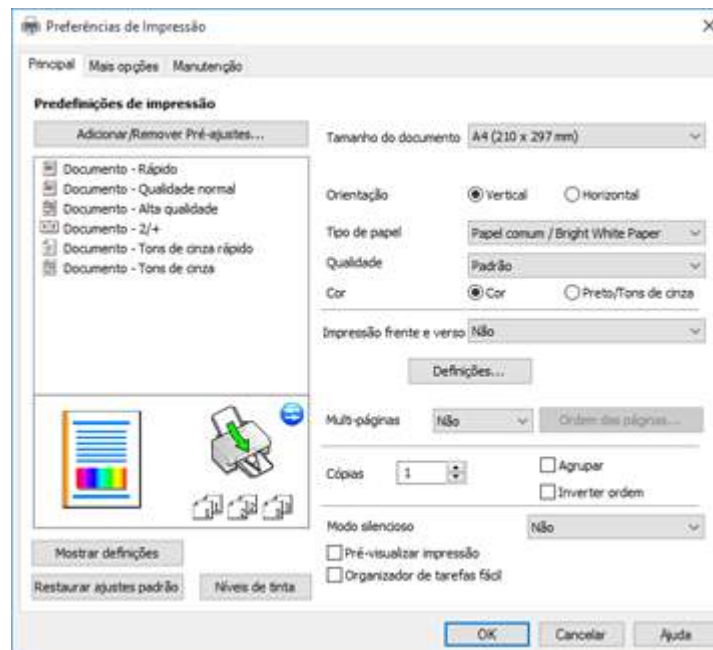 Preferências de Impressão
Principal Mais opções Manutenção
Predefinições de impressão
Adicionar/Remover Pré-ajustes...
Documento - Rápido
Documento - Qualidade normal
Documento - Alta qualidade
Documento - 2/+
Documento - Tons de cinza rápido
Documento - Tons de cinza
Mostrar definições
Restaurar ajustes padrão Níveis de tinta
Tamanho do documento A4 (210 x 297 mm)
Orientação Vertical Horizontal
Tipo de papel Papel comum / Bright White Paper
Qualidade Padrão
Cor Cor Preto/Tons de cinza
Impressão frente e verso Não
Definições...
Multi-páginas Não Ordem das páginas...
Cópias 1 Agrupar
Inverter ordem
Modo silencioso Não
Pré-visualizar impressão
Organizador de tarefas fácil
OK Cancelar Ajuda